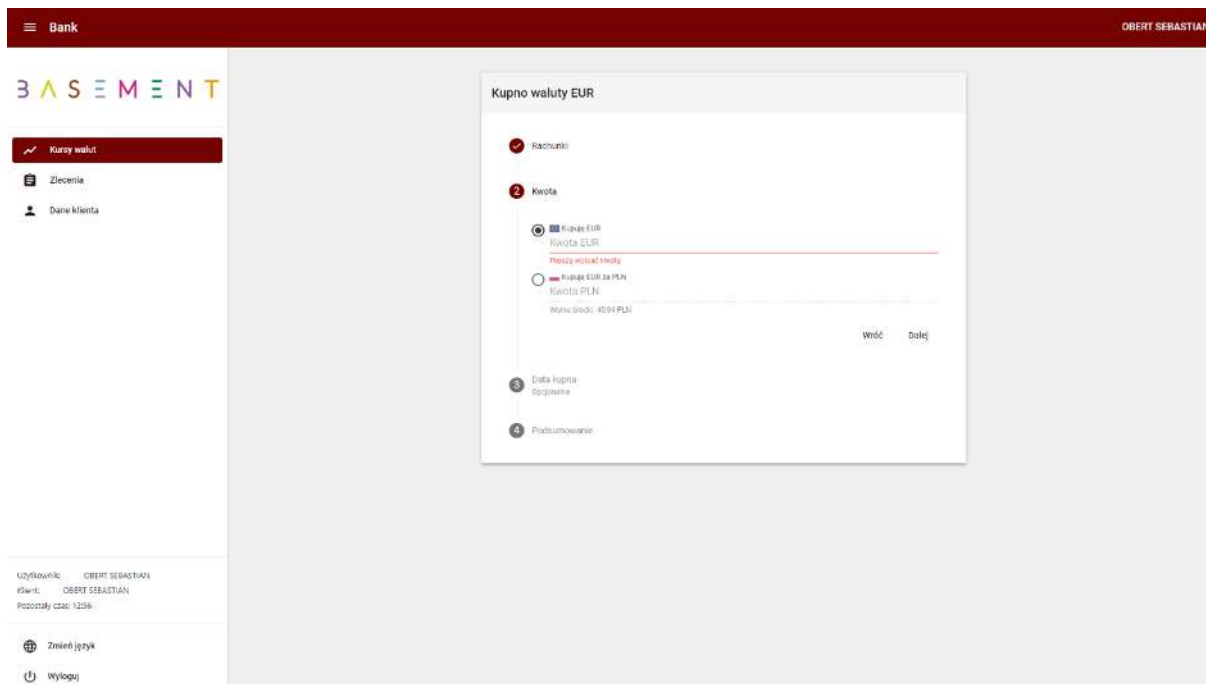 Bank
OBERT SEBASTIAN
BASEMENT
Kursy walut
Zlecenia
Dane klienta
Kupno waluty EUR
Rachunki
2 Kwota
Kupuję EUR
Kwota EUR
Proszę wpisać kwotę
Kupuję EUR za PLN
Kwota PLN
Wolne środki PLN
Wróć Dalej
3 Data kupna
Opcjonalne
4 Podsumowanie
Użytkownik: OBERT SEBASTIAN
Klient: OBERT SEBASTIAN
Pozostały czas: 12:56
Zmień język
Wyloguj